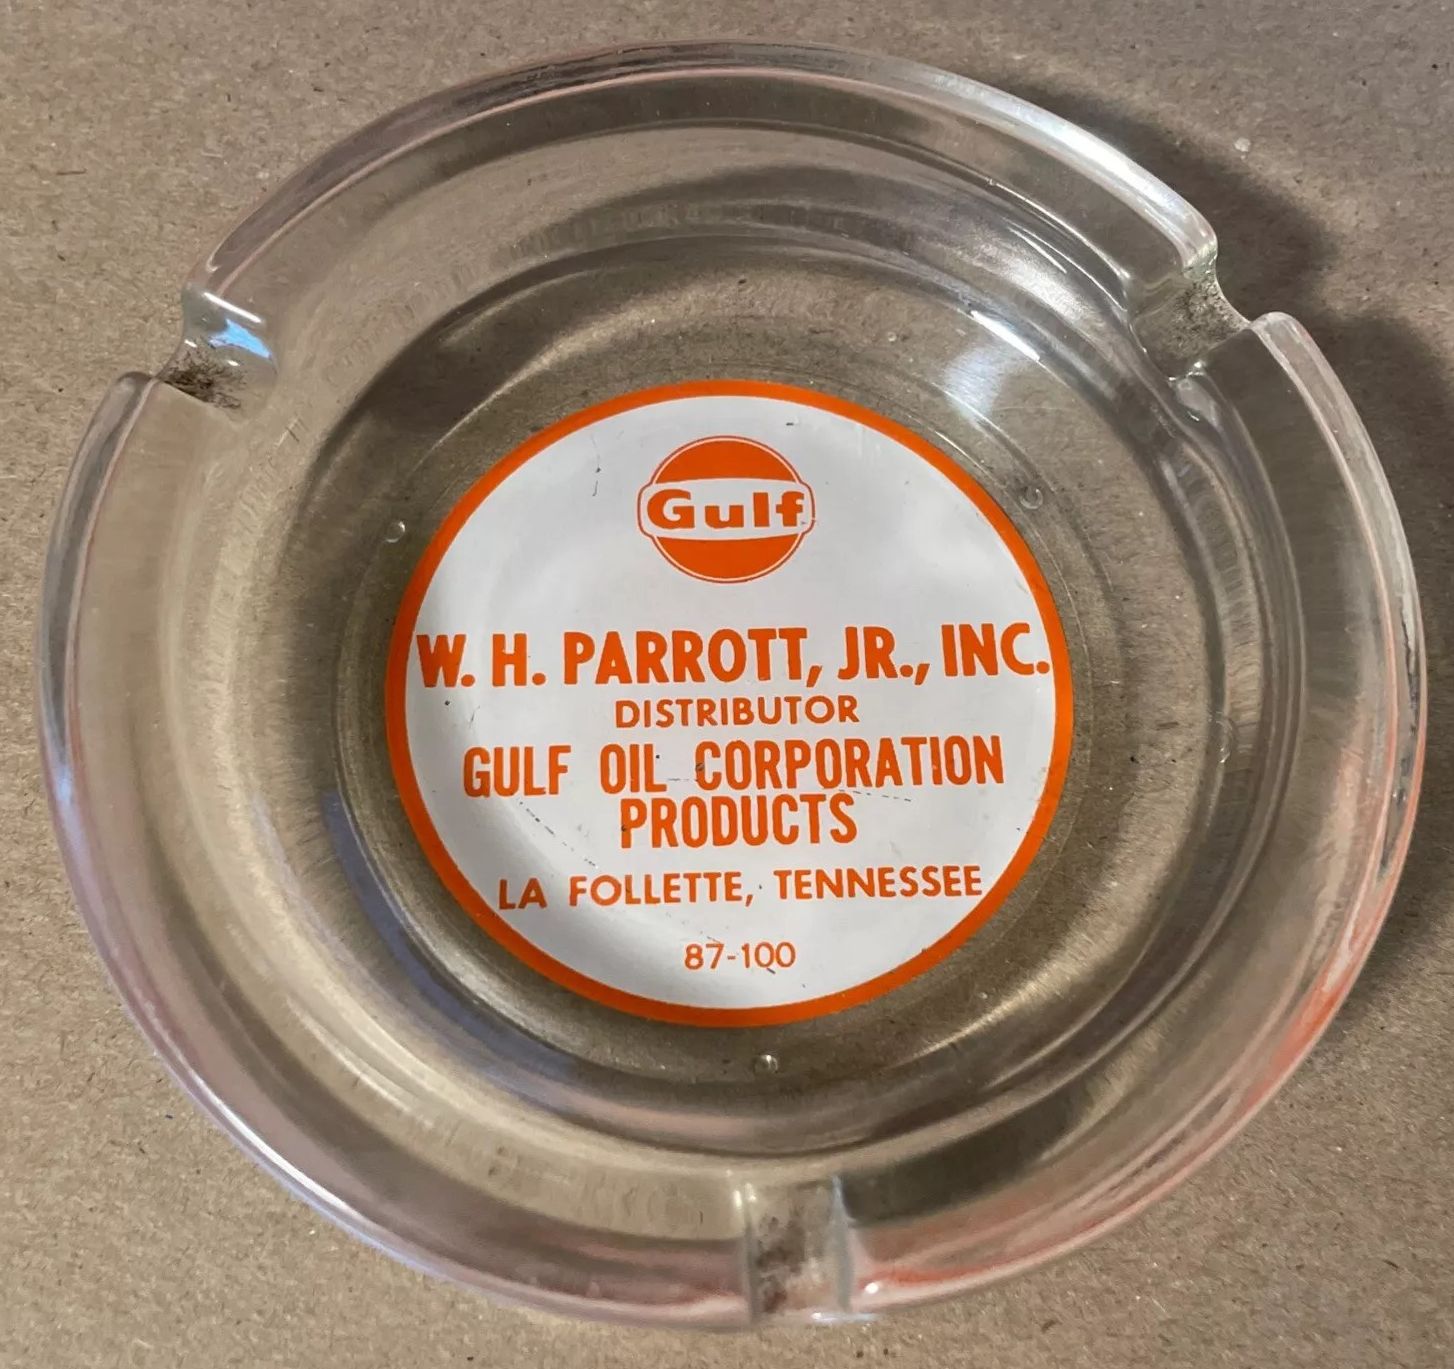 Gulf
W. H. PARROTT, JR., INC.
DISTRIBUTOR
GULF OIL CORPORATION
PRODUCTS
LA FOLLETTE, TENNESSEE
87-100